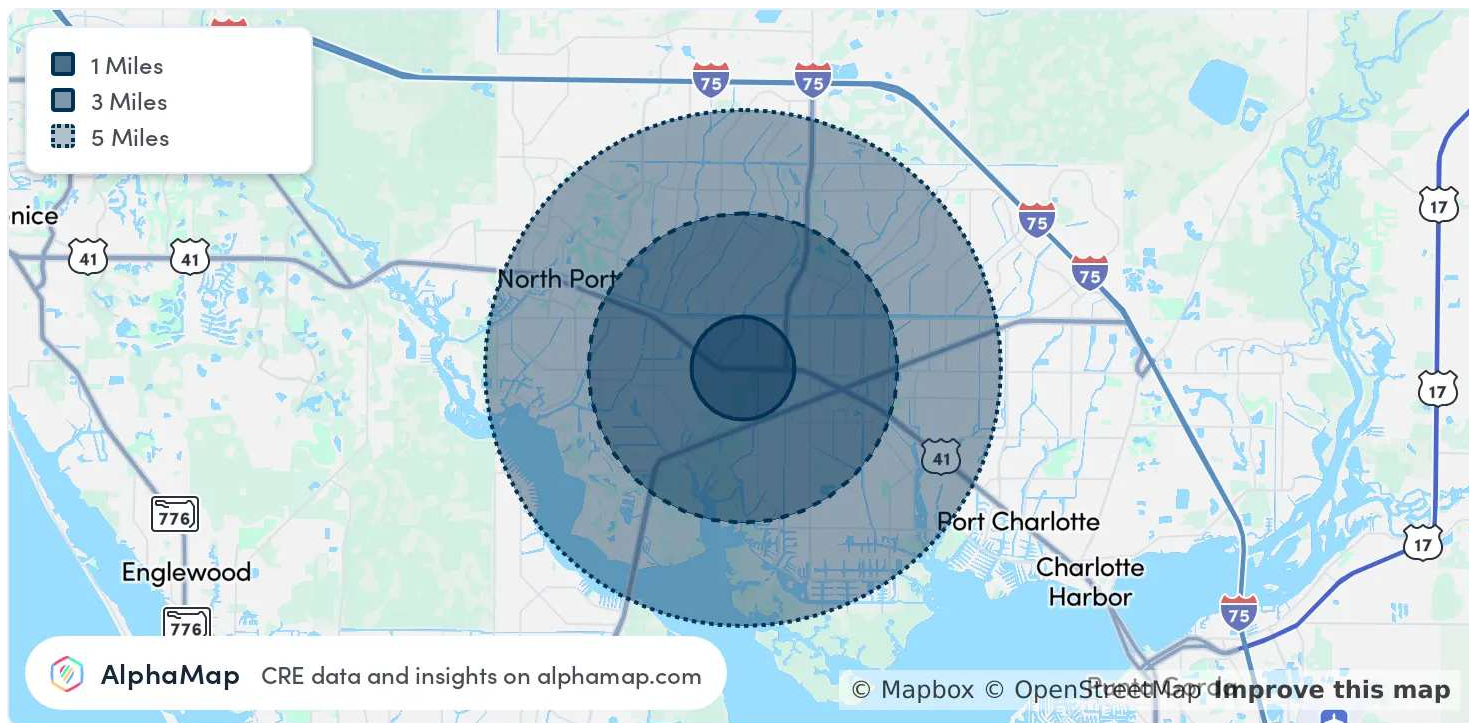 1 Miles
3 Miles
5 Miles
75
75
75
75
17
nice
41
41
North Port
17
41
776
Port Charlotte
17
Englewood
Charlotte
Harbor
75
776
AlphaMap CRE data and insights on alphamap.com
Punta Gorda
© Mapbox © OpenStreetMap Improve this map